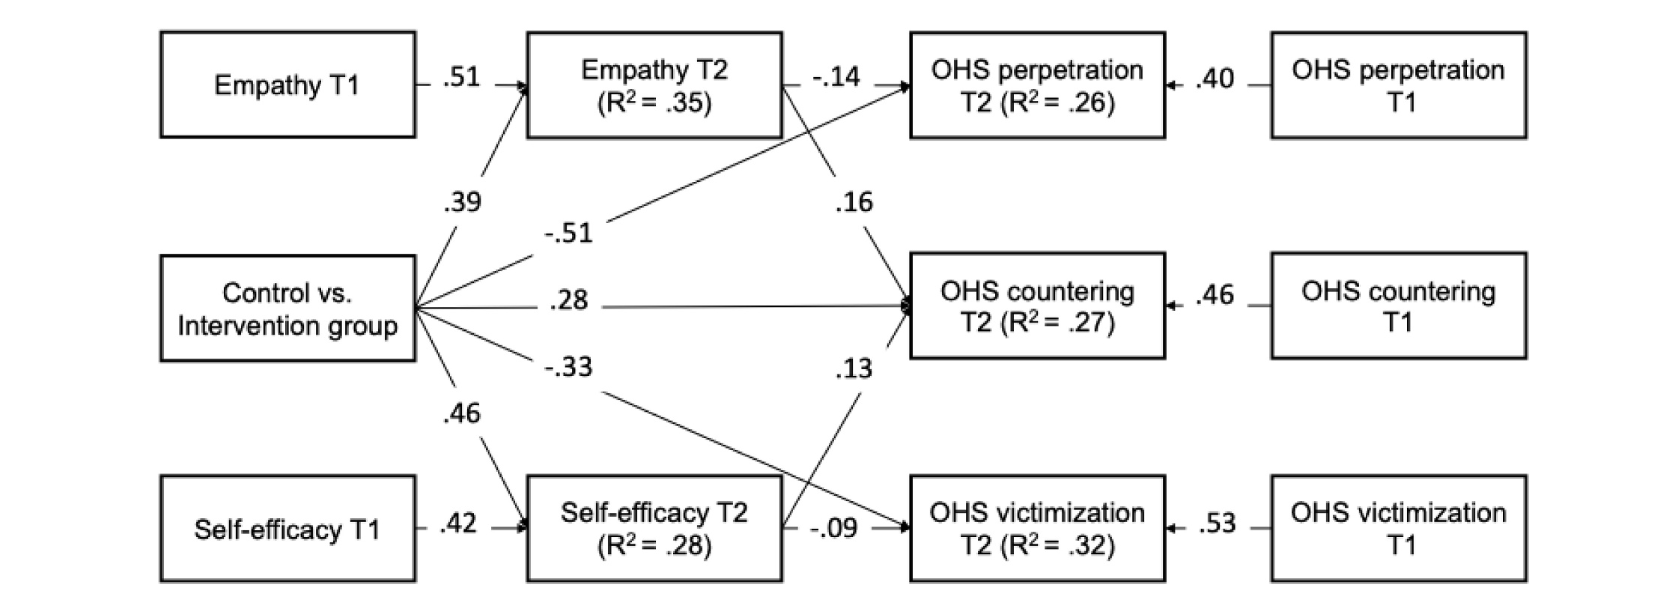 Empathy T1
.51
Empathy T2
(R² = .35)
-.14
OHS perpetration
T2 (R² = .26)
.40
OHS perpetration
T1
.39
-.51
.16
Control vs.
Intervention group
.28
OHS countering
T2 (R² = .27)
.46
OHS countering
T1
-.33
.13
.46
Self-efficacy T1
.42
Self-efficacy T2
(R² = .28)
-.09
OHS victimization
T2 (R² = .32)
.53
OHS victimization
T1